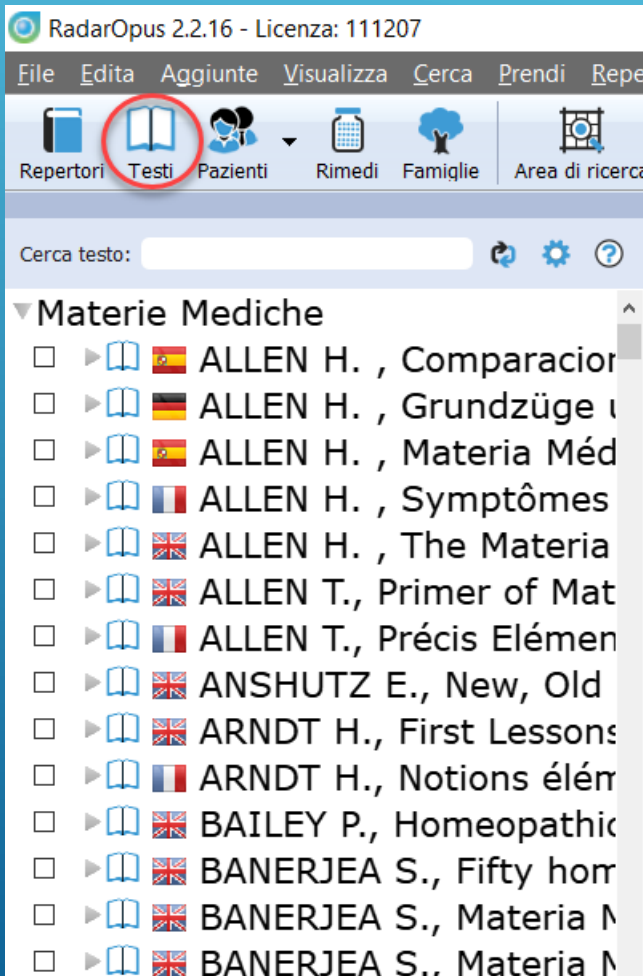 RadarOpus 2.2.16 - Licenza: 111207
File Edita Aggiunte Visualizza Cerca Prendi Repe
Repertori Testi Pazienti Rimedi Famiglie Area di ricerca
Cerca testo:
Materie Mediche
ALLEN H. , Comparacion
ALLEN H. , Grundzüge u
ALLEN H. , Materia Méd
ALLEN H. , Symptômes
ALLEN H. , The Materia
ALLEN T., Primer of Mat
ALLEN T., Précis Elémen
ANSHUTZ E., New, Old
ARNDT H., First Lessons
ARNDT H., Notions élém
BAILEY P., Homeopathic
BANERJEA S., Fifty hom
BANERJEA S., Materia M
BANERJEA S., Materia M